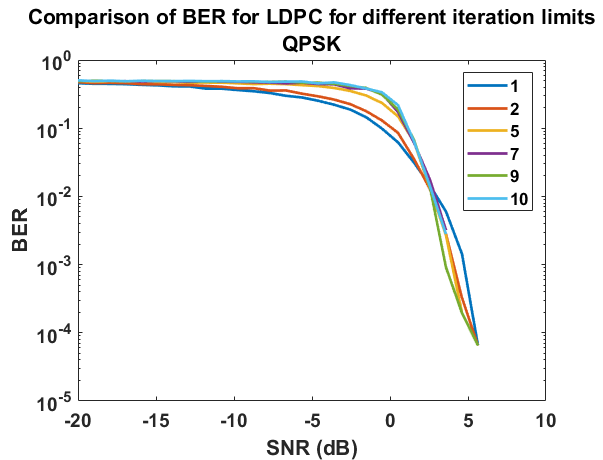 Comparison of BER for LDPC for different iteration limits
QPSK
10^0
10^-1
10^-2
10^-3
10^-4
10^-5
BER
1
2
5
7
9
10
-20 -15 -10 -5 0 5 10
SNR (dB)